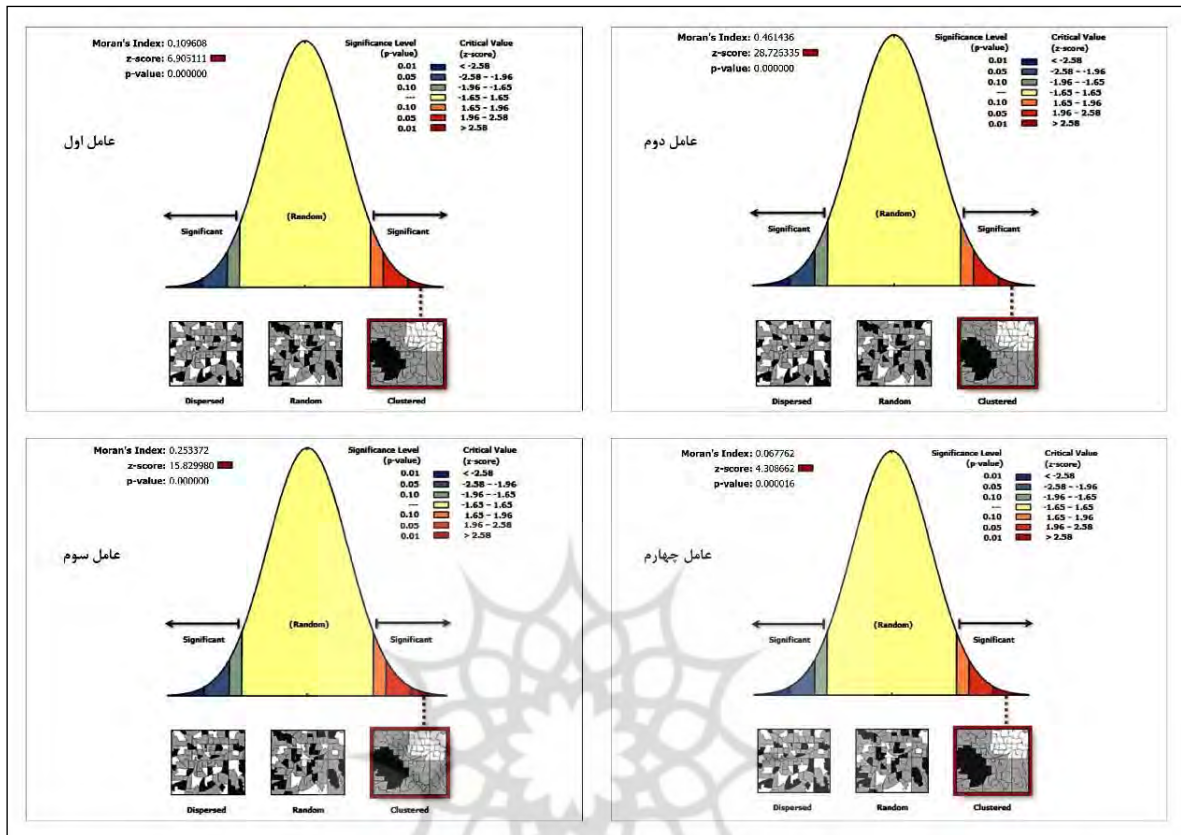 Moran's Index: 0.109608
z-score: 6.905111
p-value: 0.000000
Significance Level (p-value)
Critical Value (z-score)
0.01 < -2.58
0.05 -2.58 – -1.96
0.10 -1.96 – -1.65
--- -1.65 – 1.65
0.10 1.65 – 1.96
0.05 1.96 – 2.58
0.01 > 2.58
عامل اول
(Random)
Significant Significant
Dispersed Random Clustered
Moran's Index: 0.461436
z-score: 28.726335
p-value: 0.000000
Significance Level (p-value)
Critical Value (z-score)
0.01 < -2.58
0.05 -2.58 – -1.96
0.10 -1.96 – -1.65
--- -1.65 – 1.65
0.10 1.65 – 1.96
0.05 1.96 – 2.58
0.01 > 2.58
عامل دوم
(Random)
Significant Significant
Dispersed Random Clustered
Moran's Index: 0.253372
z-score: 15.829980
p-value: 0.000000
Significance Level (p-value)
Critical Value (z-score)
0.01 < -2.58
0.05 -2.58 – -1.96
0.10 -1.96 – -1.65
--- -1.65 – 1.65
0.10 1.65 – 1.96
0.05 1.96 – 2.58
0.01 > 2.58
عامل سوم
(Random)
Significant Significant
Dispersed Random Clustered
Moran's Index: 0.067762
z-score: 4.308662
p-value: 0.000016
Significance Level (p-value)
Critical Value (z-score)
0.01 < -2.58
0.05 -2.58 – -1.96
0.10 -1.96 – -1.65
--- -1.65 – 1.65
0.10 1.65 – 1.96
0.05 1.96 – 2.58
0.01 > 2.58
عامل چهارم
(Random)
Significant Significant
Dispersed Random Clustered